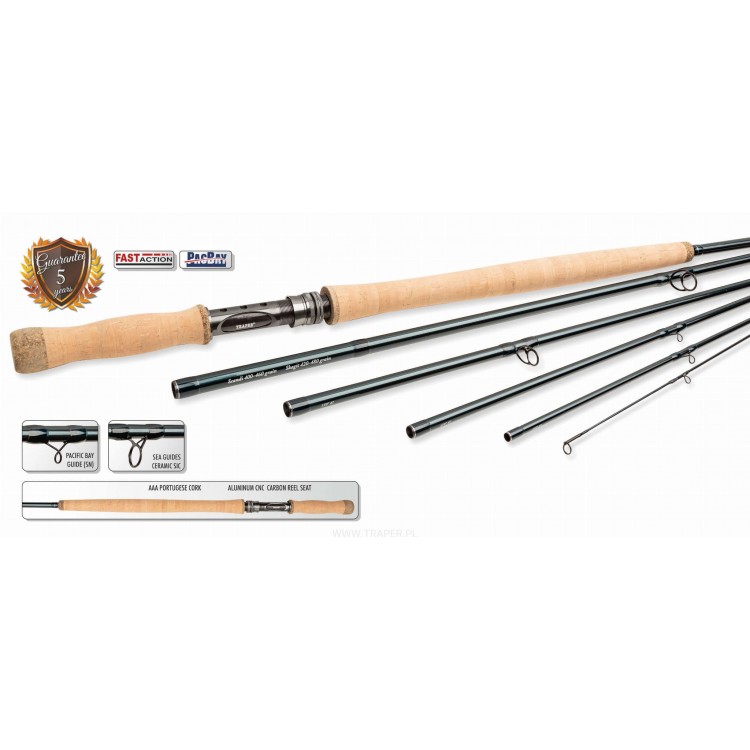 Guarantee
5
years
FAST ACTION
PACBAY
TRAPER
Scandi 400-460 grain Skagit 420-480 grain
PACIFIC BAY
GUIDE (SN)
SEA GUIDES
CERAMIC SIC
AAA PORTUGESE CORK ALUMINUM CNC CARBON REEL SEAT
WWW.TRAPER.PL